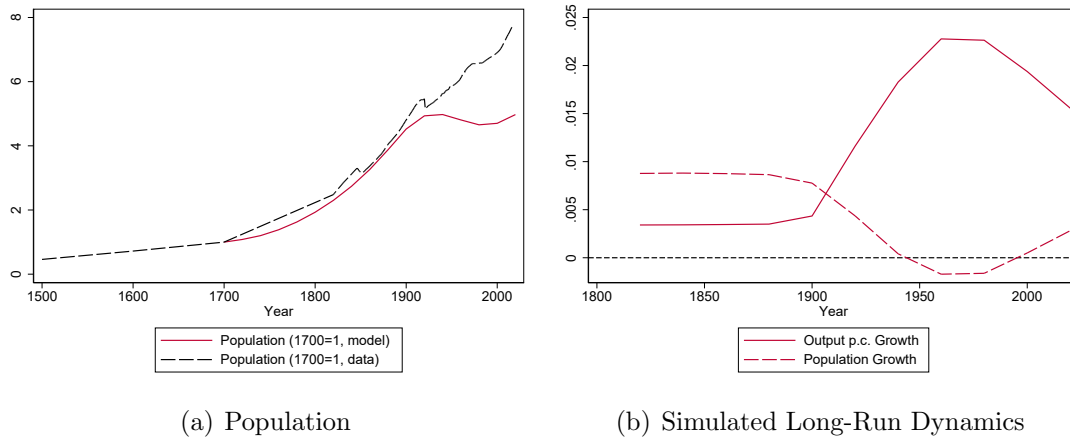 8
6
4
2
0
1500 1600 1700 1800 1900 2000
Year
Population (1700=1, model)
Population (1700=1, data)
(a) Population
.025
.02
.015
.01
.005
0
1800 1850 1900 1950 2000
Year
Output p.c. Growth
Population Growth
(b) Simulated Long-Run Dynamics